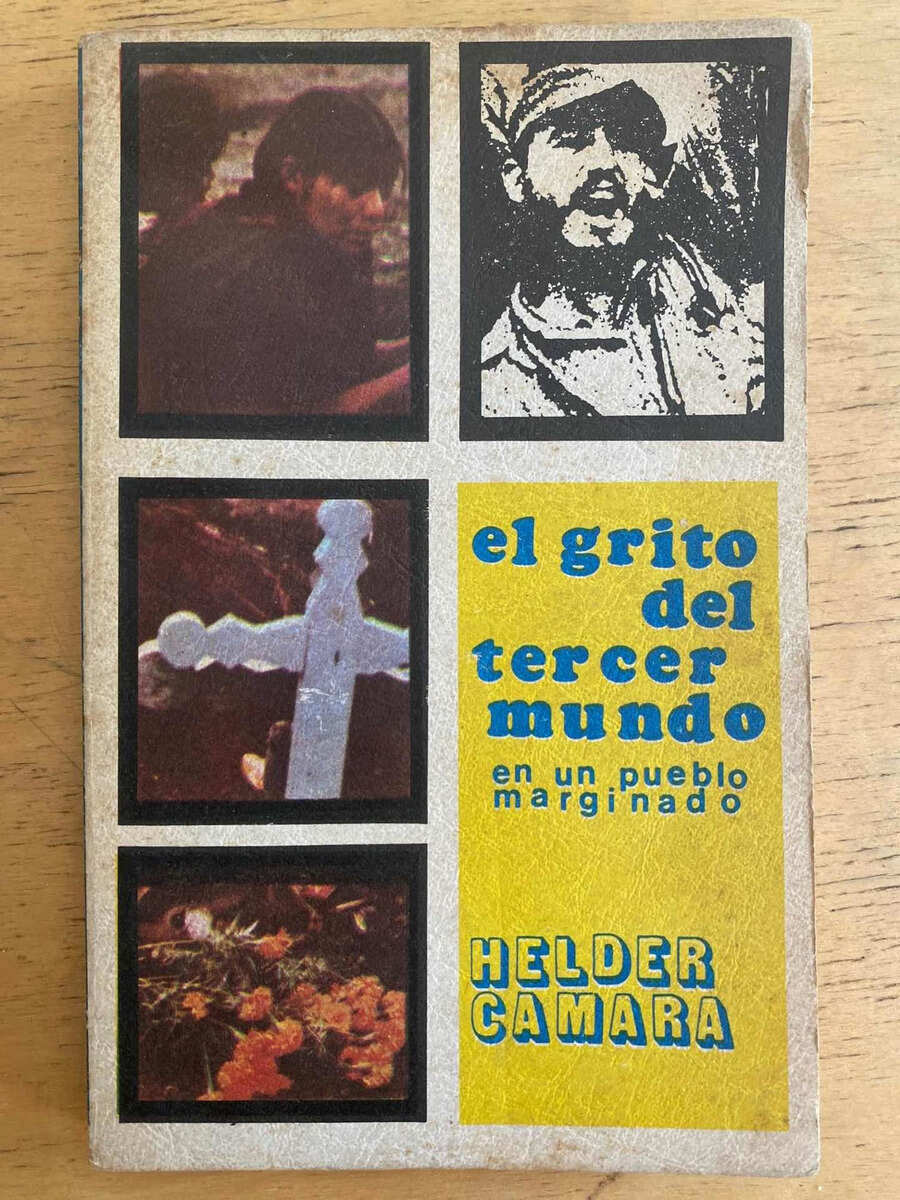 el grito
del
tercer
mundo
en un pueblo
marginado
HELDER
CAMARA